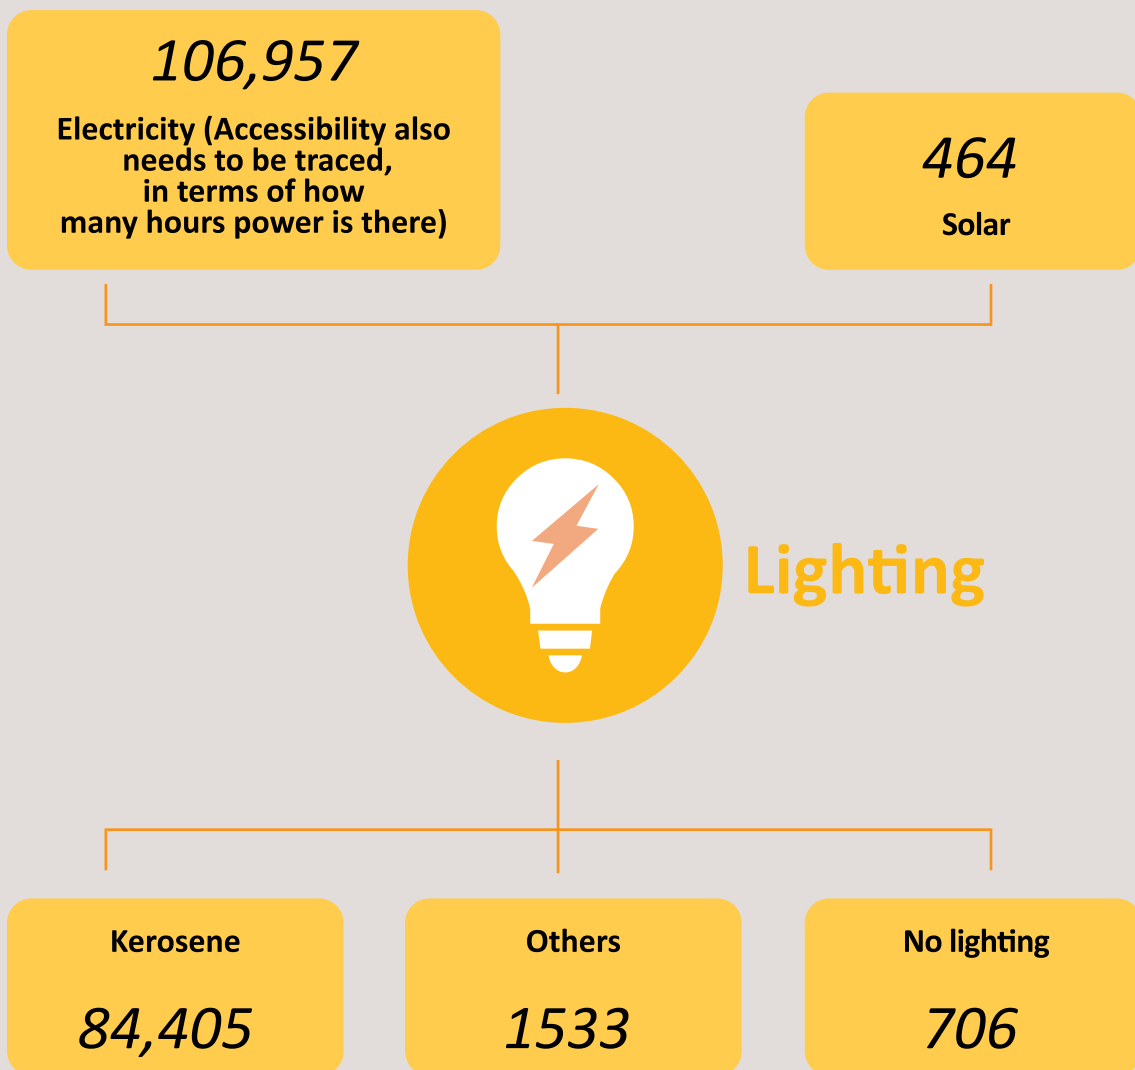 106,957
Electricity (Accessibility also
needs to be traced,
in terms of how
many hours power is there)
464
Solar
Lighting
Kerosene
84,405
Others
1533
No lighting
706